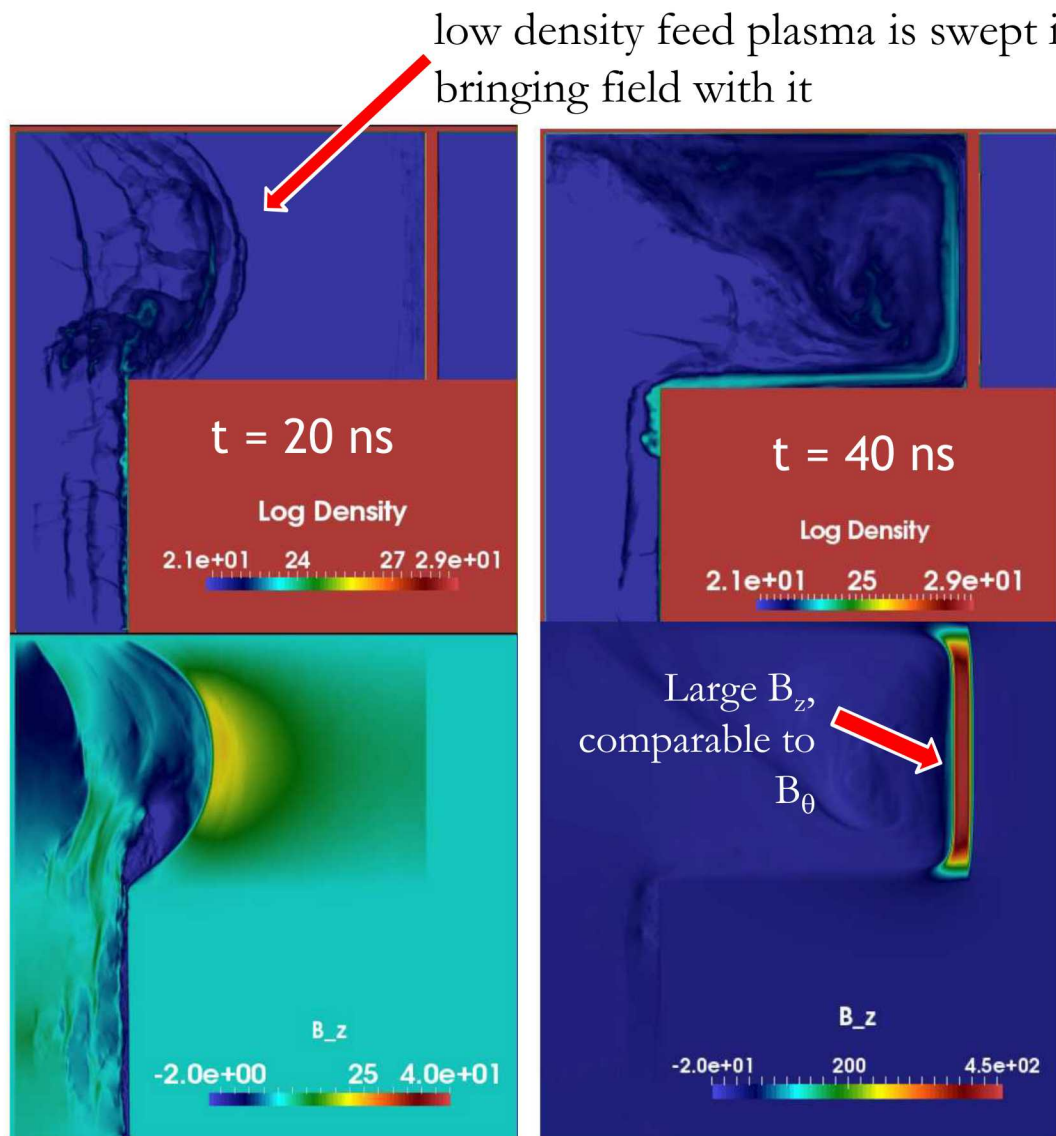 low density feed plasma is swept i
bringing field with it
t = 20 ns
Log Density
2.1e+01 24 27 2.9e+01
t = 40 ns
Log Density
2.1e+01 25 2.9e+01
B_z
-2.0e+00 25 4.0e+01
Large B_z,
comparable to
B_θ
B_z
-2.0e+01 200 4.5e+02